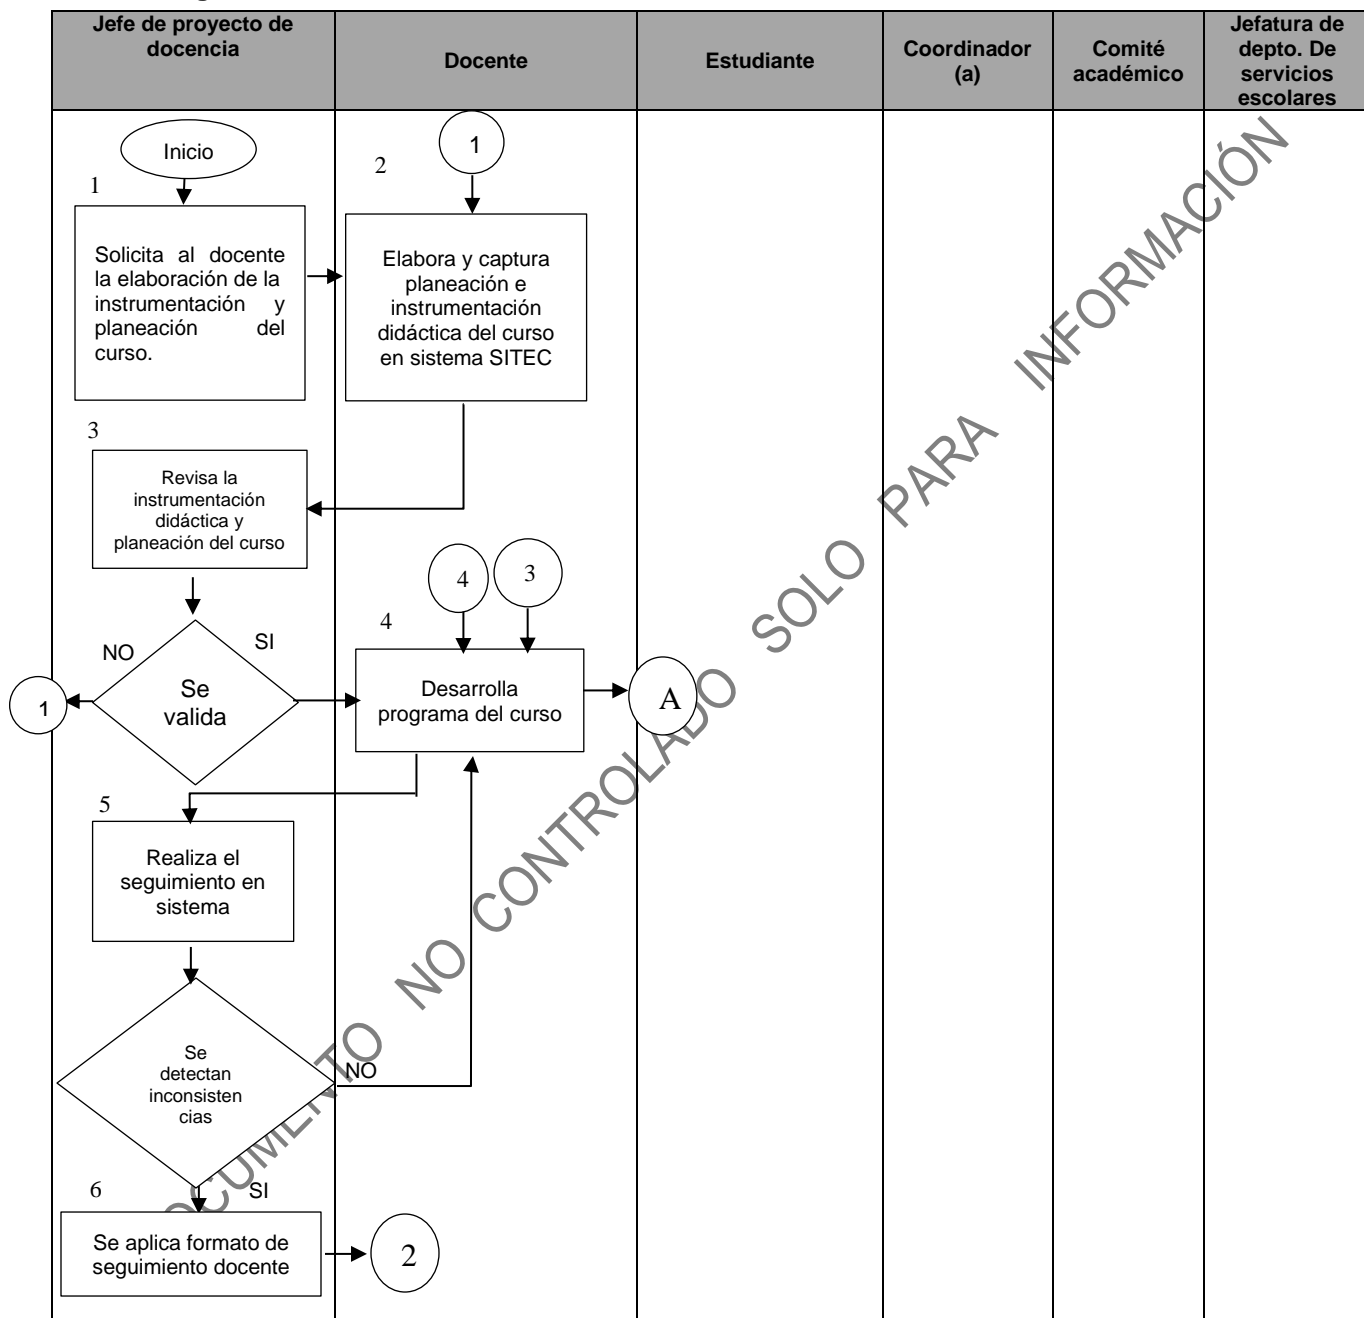 Jefe de proyecto de
docencia
Docente
Estudiante
Coordinador
(a)
Comité
académico
Jefatura de
depto. De
servicios
escolares
Inicio
1
2
1
Solicita al docente
la elaboración de la
instrumentación y
planeación del
curso.
Elabora y captura
planeación e
instrumentación
didáctica del curso
en sistema SITEC
3
Revisa la
instrumentación
didáctica y
planeación del curso
4
3
NO
SI
4
1
Se
valida
Desarrolla
programa del curso
A
5
Realiza el
seguimiento en
sistema
Se
detectan
inconsisten
cias
NO
6
SI
Se aplica formato de
seguimiento docente
2
DOCUMENTO NO CONTROLADO SOLO PARA INFORMACIÓN